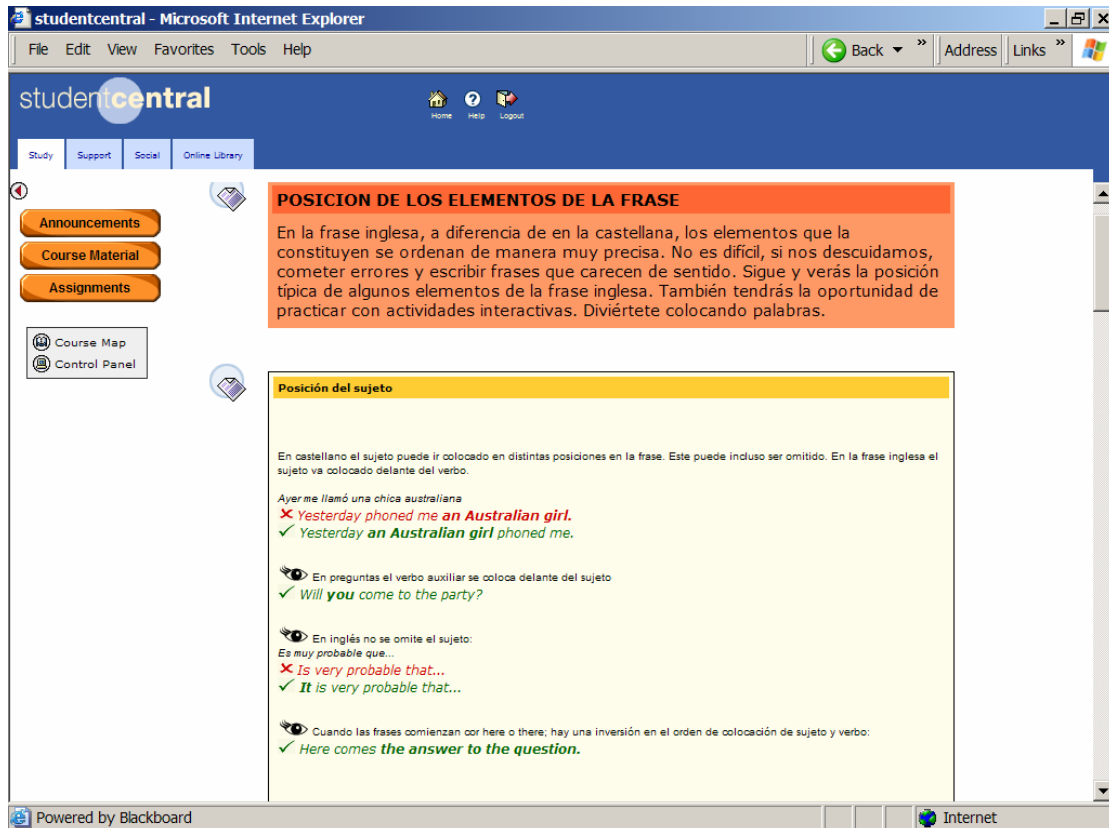 studentcentral - Microsoft Internet Explorer
File Edit View Favorites Tools Help
Back » Address Links »
studentcentral
Home Help Logout
Study Support Social Online Library
Announcements
Course Material
Assignments
Course Map
Control Panel
POSICION DE LOS ELEMENTOS DE LA FRASE
En la frase inglesa, a diferencia de en la castellana, los elementos que la
constituyen se ordenan de manera muy precisa. No es difícil, si nos descuidamos,
cometer errores y escribir frases que carecen de sentido. Sigue y verás la posición
típica de algunos elementos de la frase inglesa. También tendrás la oportunidad de
practicar con actividades interactivas. Diviértete colocando palabras.
Posición del sujeto
En castellano el sujeto puede ir colocado en distintas posiciones en la frase. Este puede incluso ser omitido. En la frase inglesa el
sujeto va colocado delante del verbo.
Ayer me llamó una chica australiana
Yesterday phoned me an Australian girl.
Yesterday an Australian girl phoned me.
En preguntas el verbo auxiliar se coloca delante del sujeto
Will you come to the party?
En inglés no se omite el sujeto:
Es muy probable que...
Is very probable that...
It is very probable that...
Cuando las frases comienzan cor here o there; hay una inversión en el orden de colocación de sujeto y verbo:
Here comes the answer to the question.
Powered by Blackboard
Internet